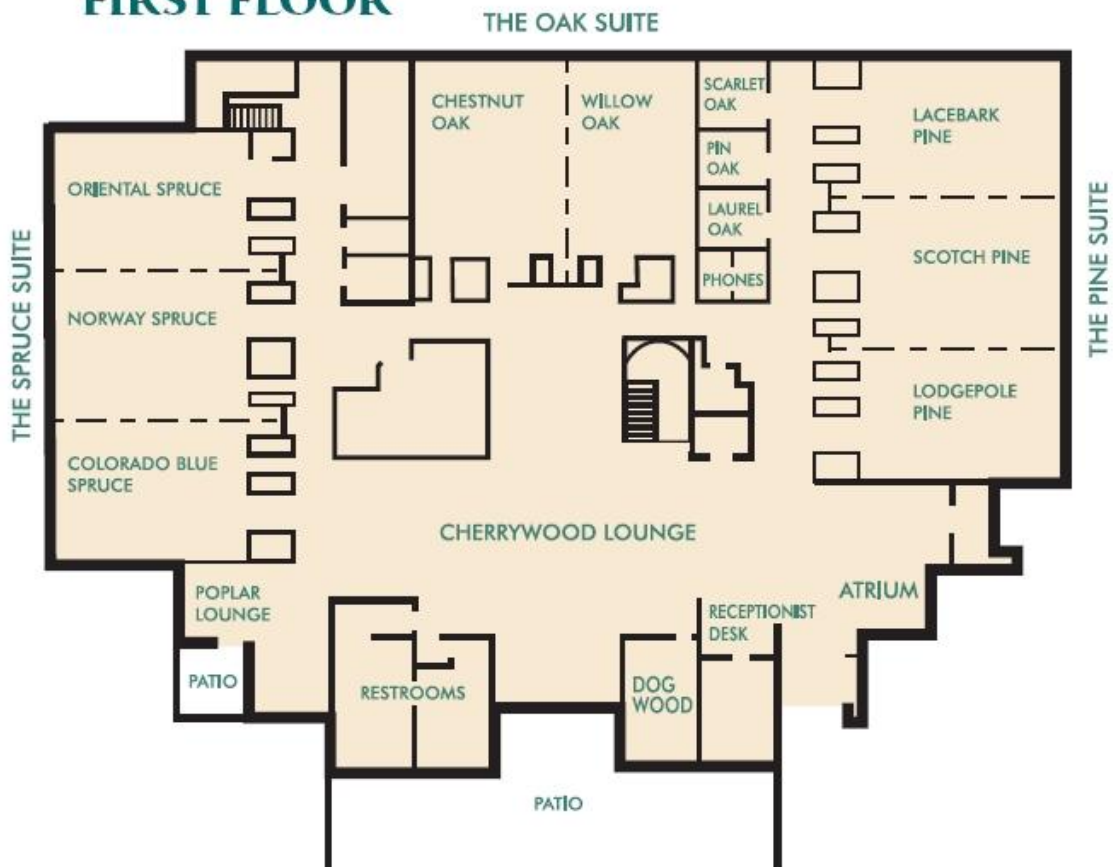 FIRST FLOOR
THE OAK SUITE
SCARLET
OAK
CHESTNUT
OAK
WILLOW
OAK
LACEBARK
PINE
PIN
OAK
ORIENTAL SPRUCE
LAUREL
OAK
THE PINE SUITE
SCOTCH PINE
PHONES
THE SPRUCE SUITE
NORWAY SPRUCE
LODGEPOLE
PINE
COLORADO BLUE
SPRUCE
CHERRYWOOD LOUNGE
POPLAR
LOUNGE
ATRIUM
RECEPTIONIST
DESK
PATIO
RESTROOMS
DOG
WOOD
PATIO